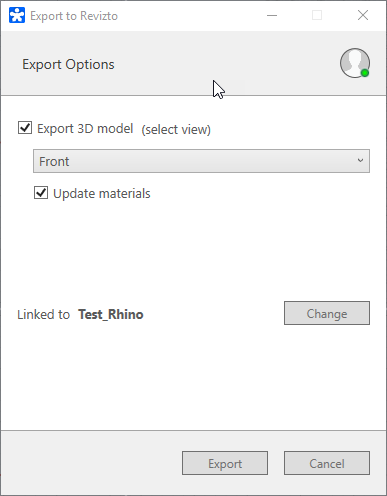 Export to Revizto
Export Options
Export 3D model (select view)
Front
Update materials
Linked to Test_Rhino
Change
Export Cancel